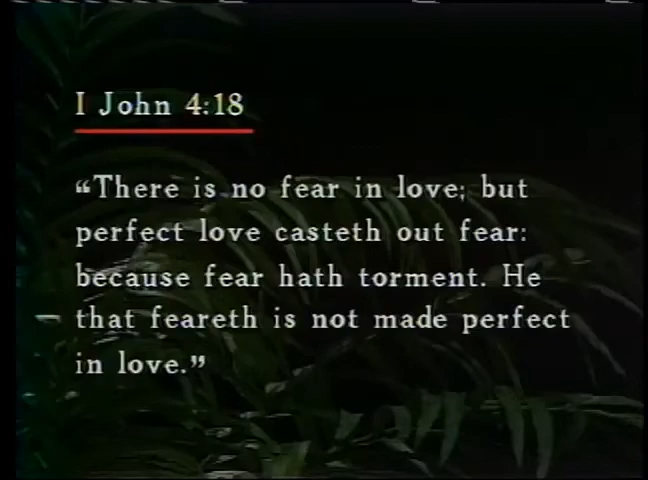 I John 4:18
“There is no fear in love; but
perfect love casteth out fear:
because fear hath torment. He
that feareth is not made perfect
in love.”